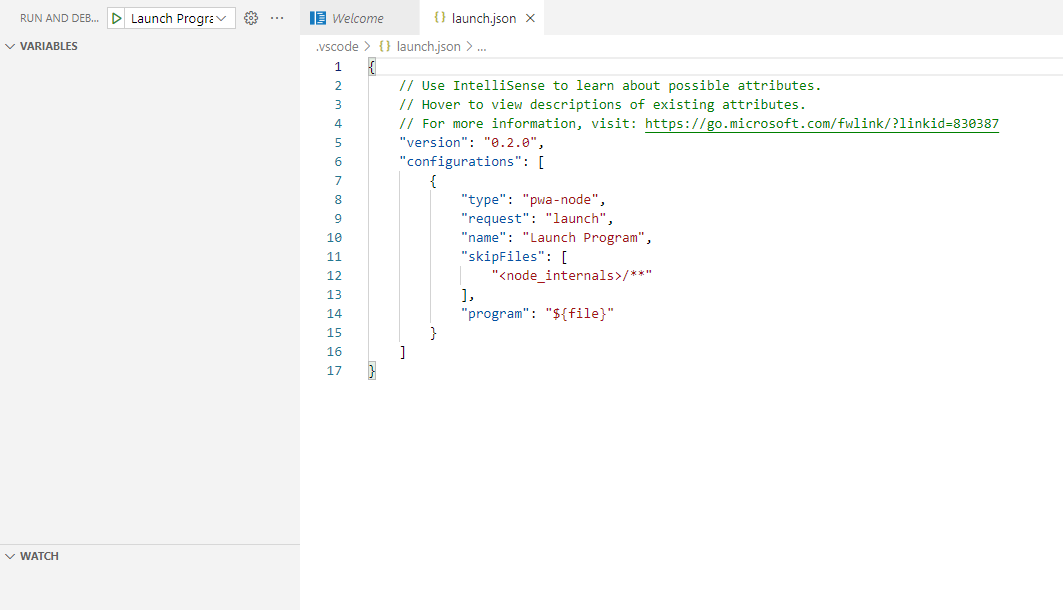 RUN AND DEB...
Launch Progra
VARIABLES
WATCH
Welcome
{} launch.json
.vscode > {} launch.json > ...
1 {
2 // Use IntelliSense to learn about possible attributes.
3 // Hover to view descriptions of existing attributes.
4 // For more information, visit: https://go.microsoft.com/fwlink/?linkid=830387
5 "version": "0.2.0",
6 "configurations": [
7 {
8 "type": "pwa-node",
9 "request": "launch",
10 "name": "Launch Program",
11 "skipFiles": [
12 "<node_internals>/**"
13 ],
14 "program": "${file}"
15 }
16 ]
17 }